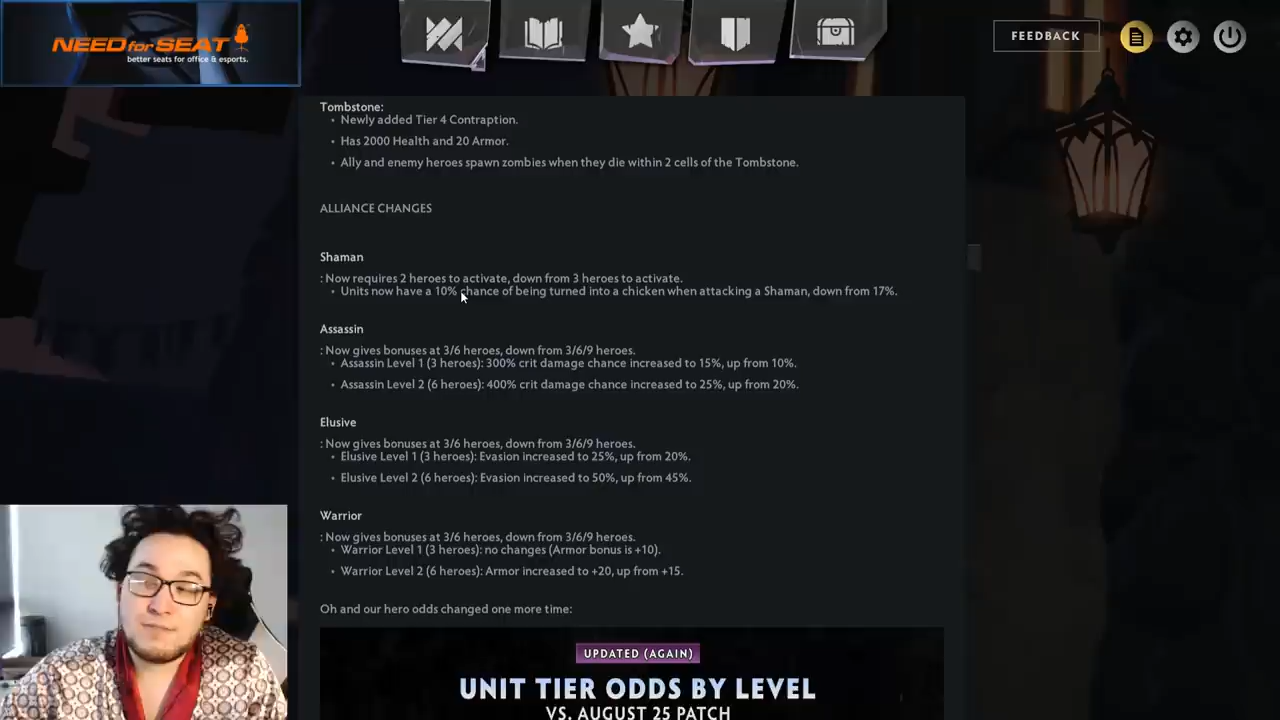 NEED for SEAT
better seats for office & esports.
FEEDBACK
Tombstone:
• Newly added Tier 4 Contraption.
• Has 2000 Health and 20 Armor.
• Ally and enemy heroes spawn zombies when they die within 2 cells of the Tombstone.
ALLIANCE CHANGES
Shaman
: Now requires 2 heroes to activate, down from 3 heroes to activate.
• Units now have a 10% chance of being turned into a chicken when attacking a Shaman, down from 17%.
Assassin
: Now gives bonuses at 3/6 heroes, down from 3/6/9 heroes.
• Assassin Level 1 (3 heroes): 300% crit damage chance increased to 15%, up from 10%.
• Assassin Level 2 (6 heroes): 400% crit damage chance increased to 25%, up from 20%.
Elusive
: Now gives bonuses at 3/6 heroes, down from 3/6/9 heroes.
• Elusive Level 1 (3 heroes): Evasion increased to 25%, up from 20%.
• Elusive Level 2 (6 heroes): Evasion increased to 50%, up from 45%.
Warrior
: Now gives bonuses at 3/6 heroes, down from 3/6/9 heroes.
• Warrior Level 1 (3 heroes): no changes (Armor bonus is +10).
• Warrior Level 2 (6 heroes): Armor increased to +20, up from +15.
Oh and our hero odds changed one more time:
UPDATED (AGAIN)
UNIT TIER ODDS BY LEVEL
VS. AUGUST 25 PATCH